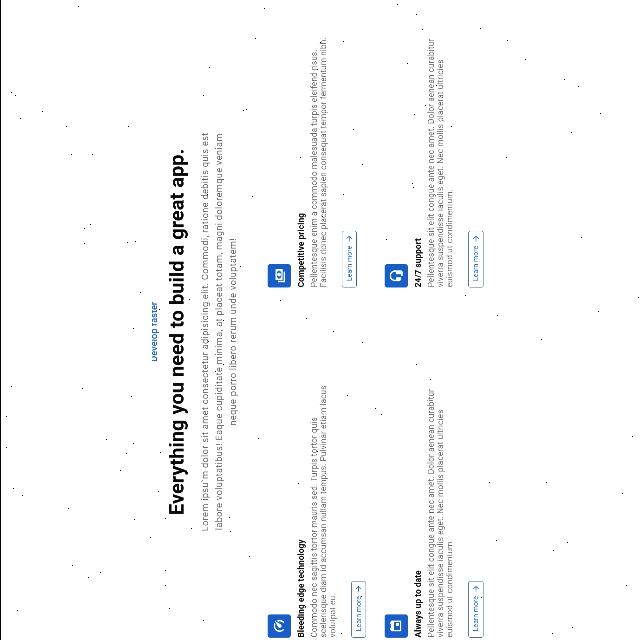 Develop faster
Everything you need to build a great app.
Lorem ipsum dolor sit amet consectetur adipisicing elit. Commodi, ratione debitis quis est
labore voluptatibus! Eaque cupiditate minima, at placeat totam, magni doloremque veniam
neque porro libero rerum unde voluptatem!
Bleeding edge technology
Commodo nec sagittis tortor mauris sed. Turpis tortor quis
scelerisque diam id accumsan nullam tempus. Pulvinar etiam lacus
volutpat eu.
Learn more
Competitive pricing
Pellentesque enim a commodo malesuada turpis eleifend risus.
Facilisis donec placerat sapien consequat tempor fermentum nibh.
Learn more
Always up to date
Pellentesque sit elit congue ante nec amet. Dolor aenean curabitur
viverra suspendisse iaculis eget. Nec mollis placerat ultricies
euismod ut condimentum.
Learn more
24/7 support
Pellentesque sit elit congue ante nec amet. Dolor aenean curabitur
viverra suspendisse iaculis eget. Nec mollis placerat ultricies
euismod ut condimentum.
Learn more